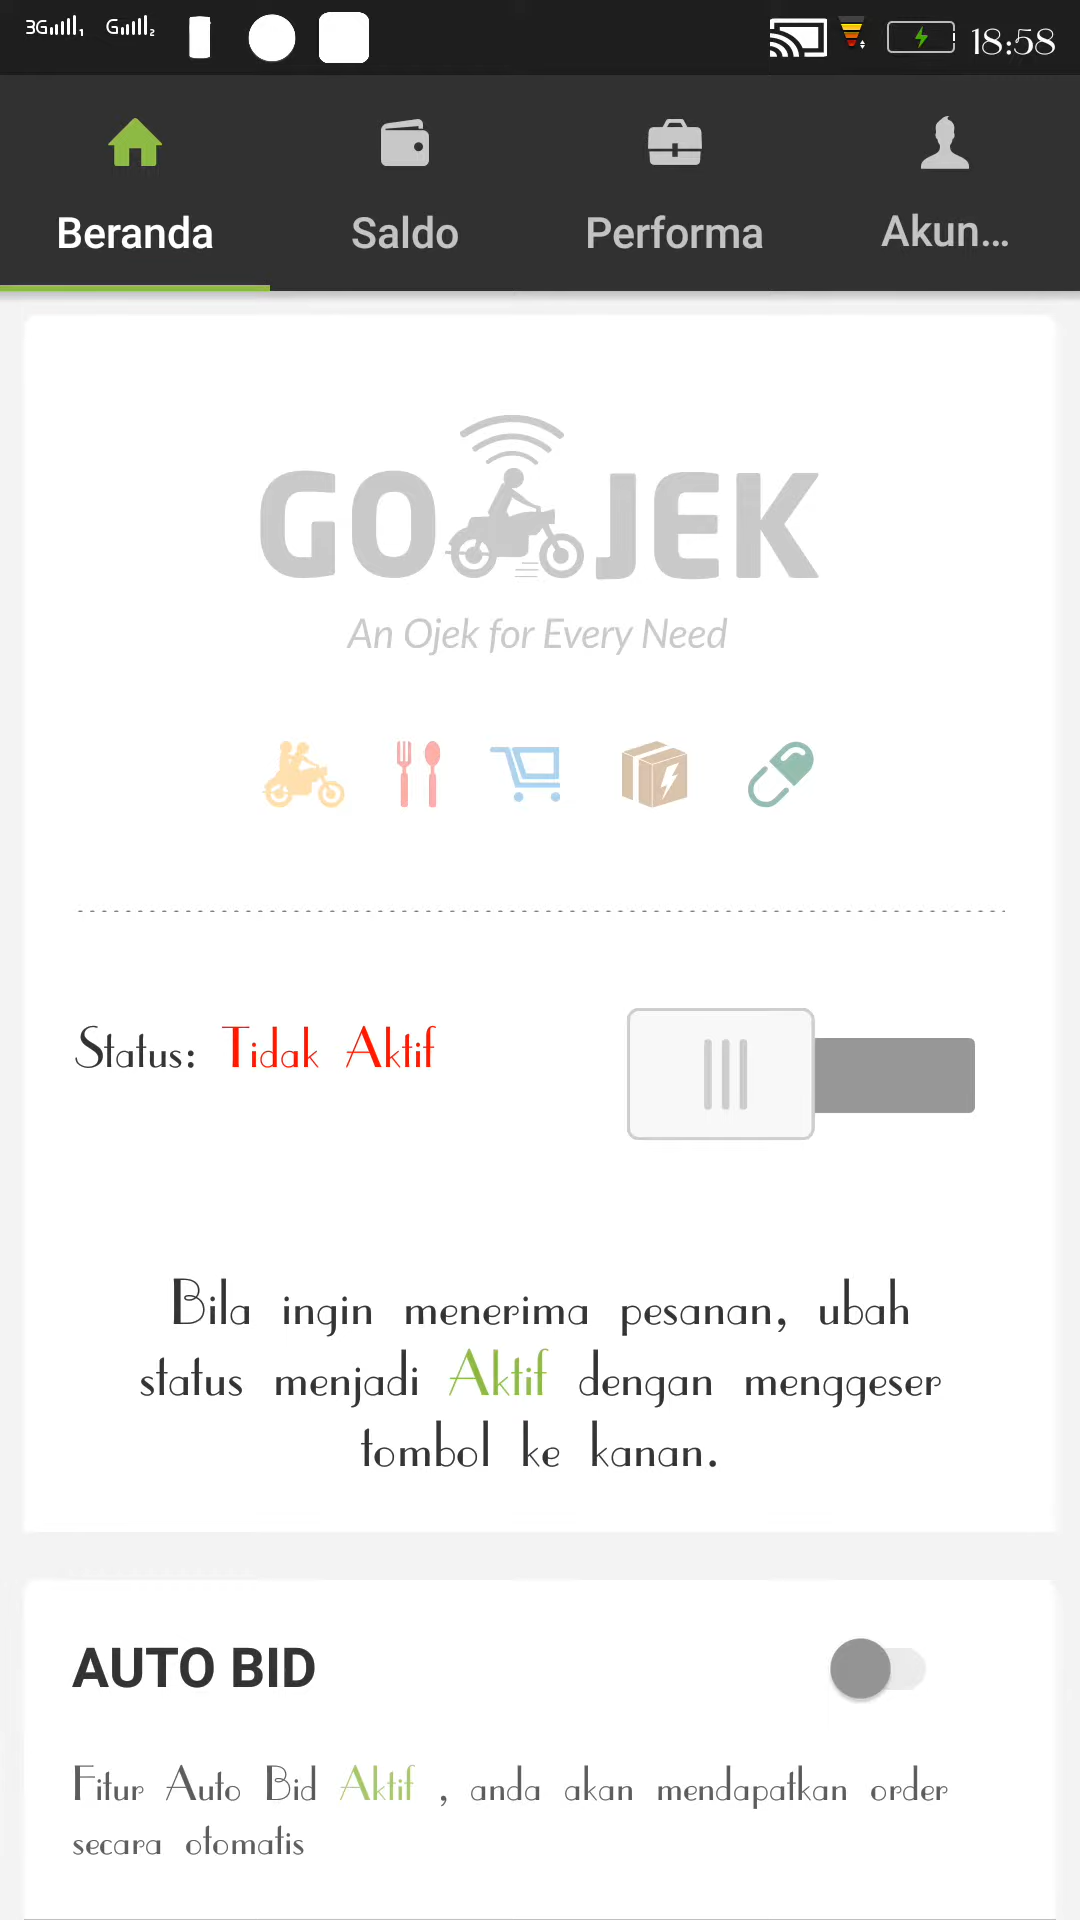 3G 1 G 2 18:58
Beranda Saldo Performa Akun...
GO JEK
An Ojek for Every Need
Status: Tidak Aktif
Bila ingin menerima pesanan, ubah
status menjadi Aktif dengan menggeser
tombol ke kanan.
AUTO BID
Fitur Auto Bid Aktif , anda akan mendapatkan order
secara otomatis